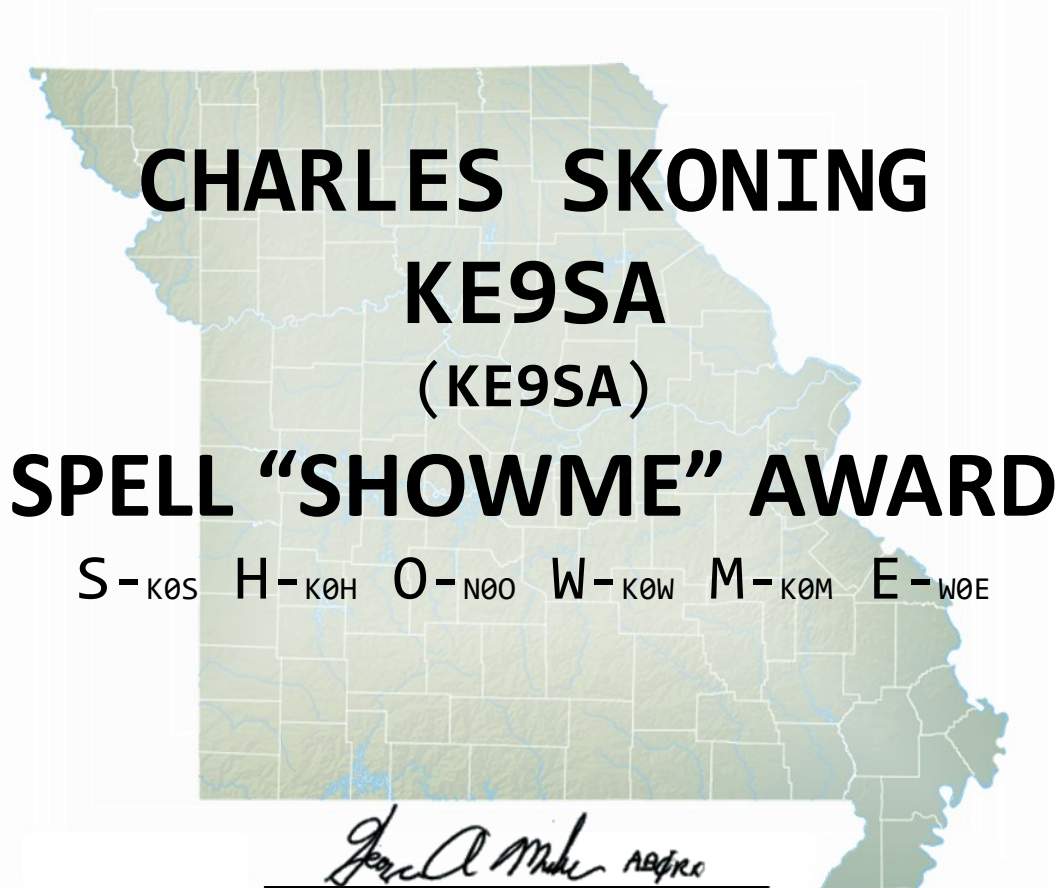 CHARLES SKONING
KE9SA
(KE9SA)
SPELL “SHOWME” AWARD
S-K0S H-K0H O-N0O W-K0W M-K0M E-W0E